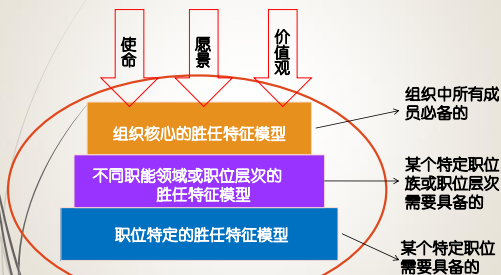 使命
愿景
价值观
组织核心的胜任特征模型
组织中所有成
员必备的
不同职能领域或职位层次的
胜任特征模型
某个特定职位
族或职位层次
需要具备的
职位特定的胜任特征模型
某个特定职位
需要具备的